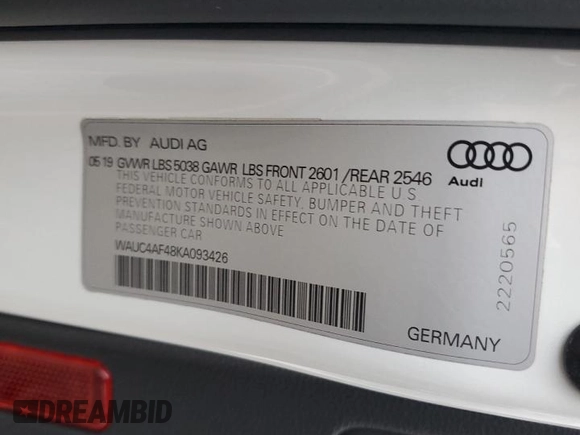 MFD. BY AUDI AG
05 19 GVWR LBS 5038 GAWR LBS FRONT 2601 /REAR 2546
THIS VEHICLE CONFORMS TO ALL APPLICABLE U S
FEDERAL MOTOR VEHICLE SAFETY, BUMPER AND THEFT
PREVENTION STANDARDS IN EFFECT ON THE DATE OF
MANUFACTURE SHOWN ABOVE
PASSENGER CAR
WAUC4AF48KA093426
Audi
2220565
GERMANY
DREAMBID